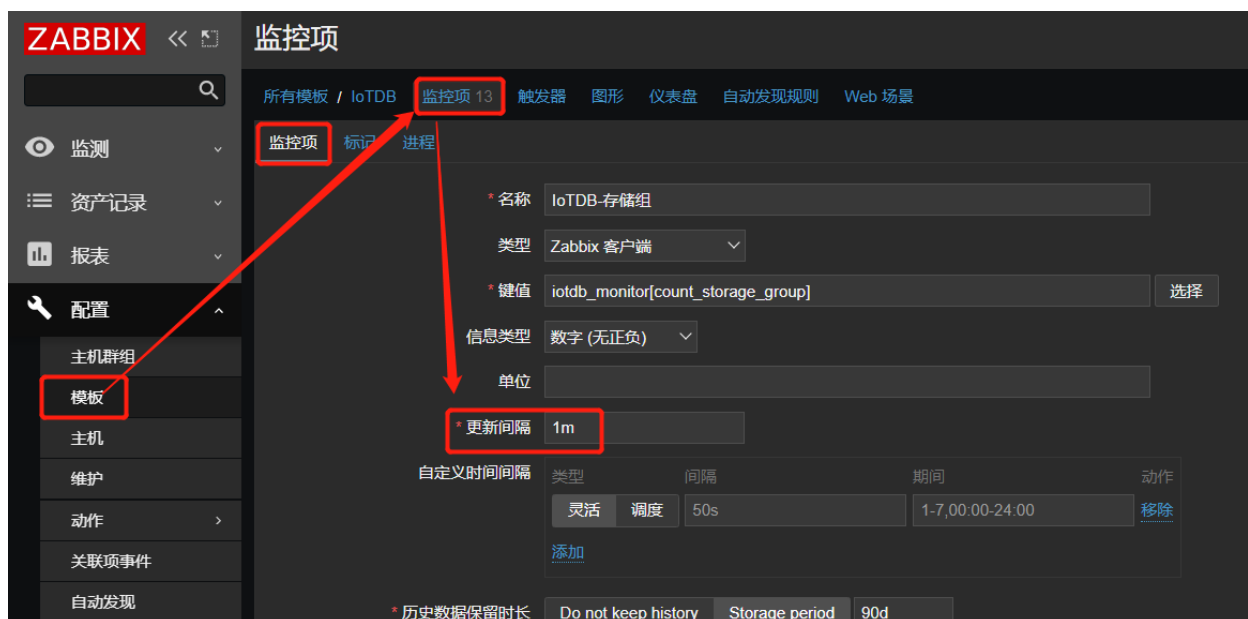 ZABBIX
监控项
所有模板 / IoTDB 监控项 13 触发器 图形 仪表盘 自动发现规则 Web 场景
监控项 标记 进程
监测
资产记录
报表
配置
主机群组
模板
主机
维护
动作
关联项事件
自动发现
* 名称 IoTDB-存储组
类型 Zabbix 客户端
* 键值 iotdb_monitor[count_storage_group] 选择
信息类型 数字 (无正负)
单位
* 更新间隔 1m
自定义时间间隔 类型 间隔 期间 动作
灵活 调度 50s 1-7,00:00-24:00 移除
添加
* 历史数据保留时长 Do not keep history Storage period 90d